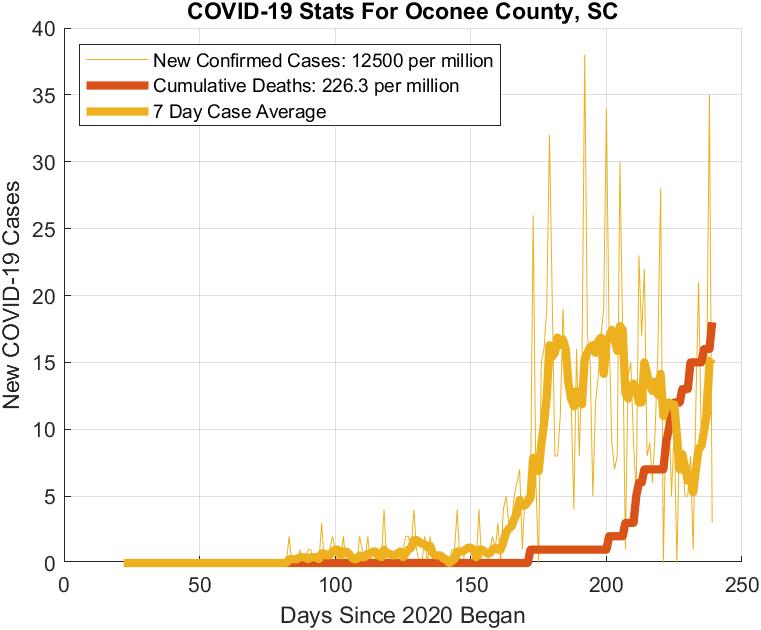 COVID-19 Stats For Oconee County, SC
New Confirmed Cases: 12500 per million
Cumulative Deaths: 226.3 per million
7 Day Case Average
New COVID-19 Cases
40
35
30
25
20
15
10
5
0
0 50 100 150 200 250
Days Since 2020 Began